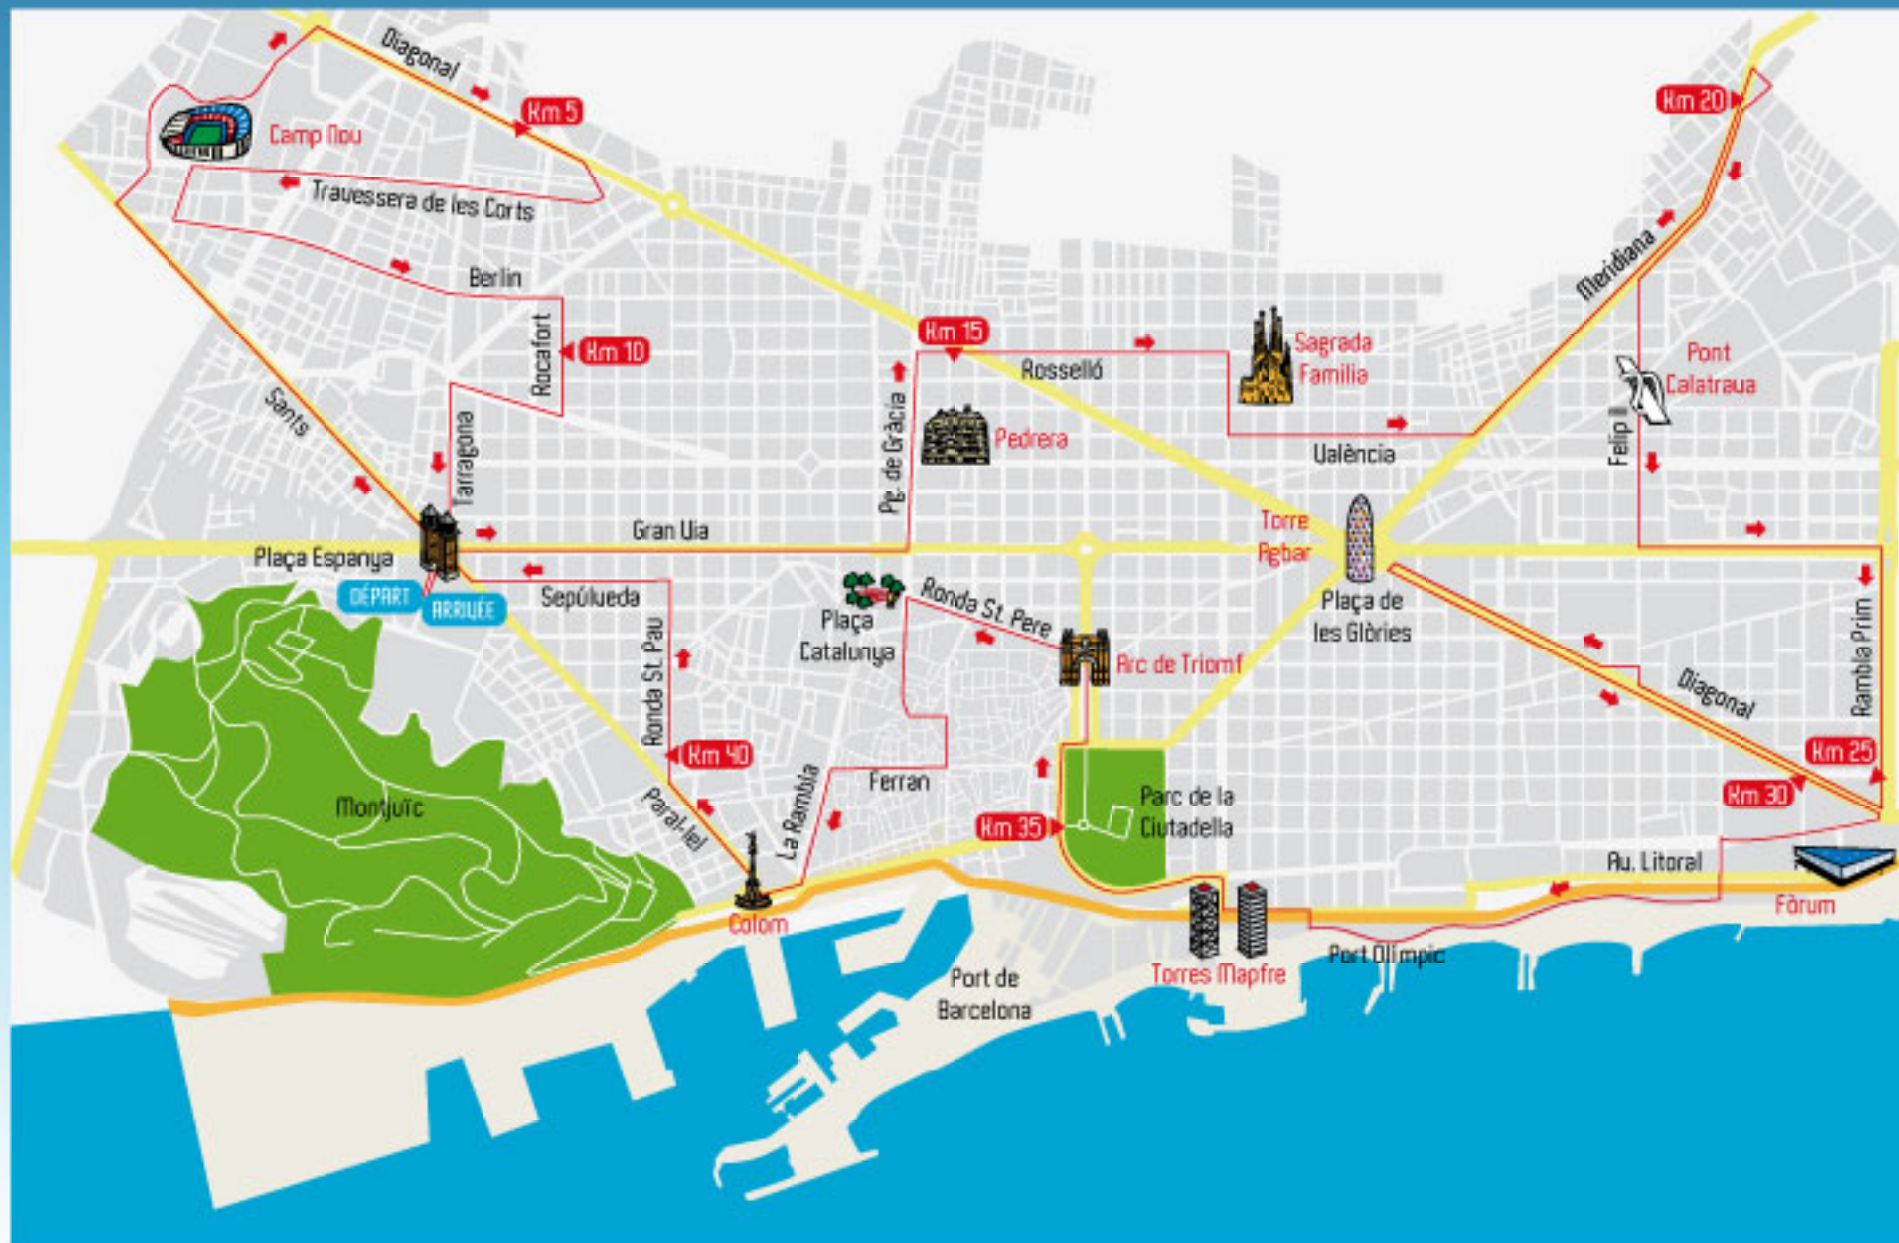 Diagonal
Km 5
Km 20
Camp Nou
Travessera de les Corts
Berlin
Meridiana
Rocafort
Km 10
Km 15
Rosselló
Sagrada
Familia
Pont
Calatrava
Sants
Tarragona
Pg. de Gràcia
Pedrera
València
Felip II
Gran Via
Torre
Agbar
Plaça Espanya
DÉPART
ARRIVÉE
Sepúlveda
Plaça
Catalunya
Ronda St. Pere
Plaça de
les Glòries
Ronda St. Pau
Arc de Triomf
Diagonal
Rambla Prim
Km 40
Km 25
Km 30
Montjuïc
Paral·lel
La Rambla
Ferran
Km 35
Parc de la
Ciutadella
Av. Litoral
Colom
Fòrum
Port Olímpic
Torres Mapfre
Port de
Barcelona